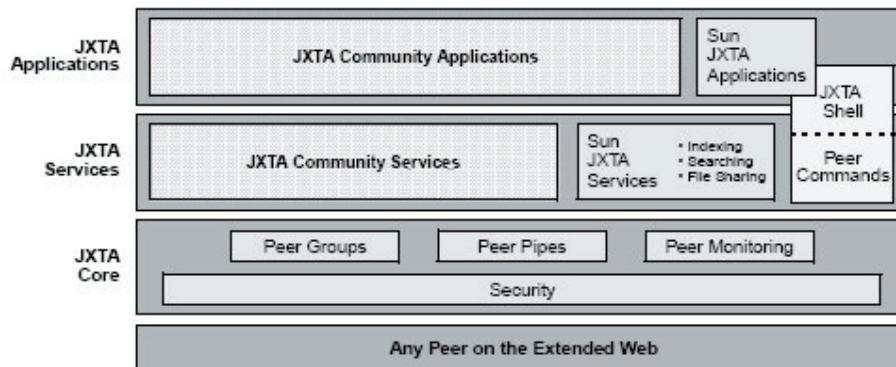 JXTA
Applications
JXTA Community Applications
Sun
JXTA
Applications
JXTA
Shell
JXTA
Services
JXTA Community Services
Sun
JXTA
Services
• Indexing
• Searching
• File Sharing
Peer
Commands
JXTA
Core
Peer Groups
Peer Pipes
Peer Monitoring
Security
Any Peer on the Extended Web